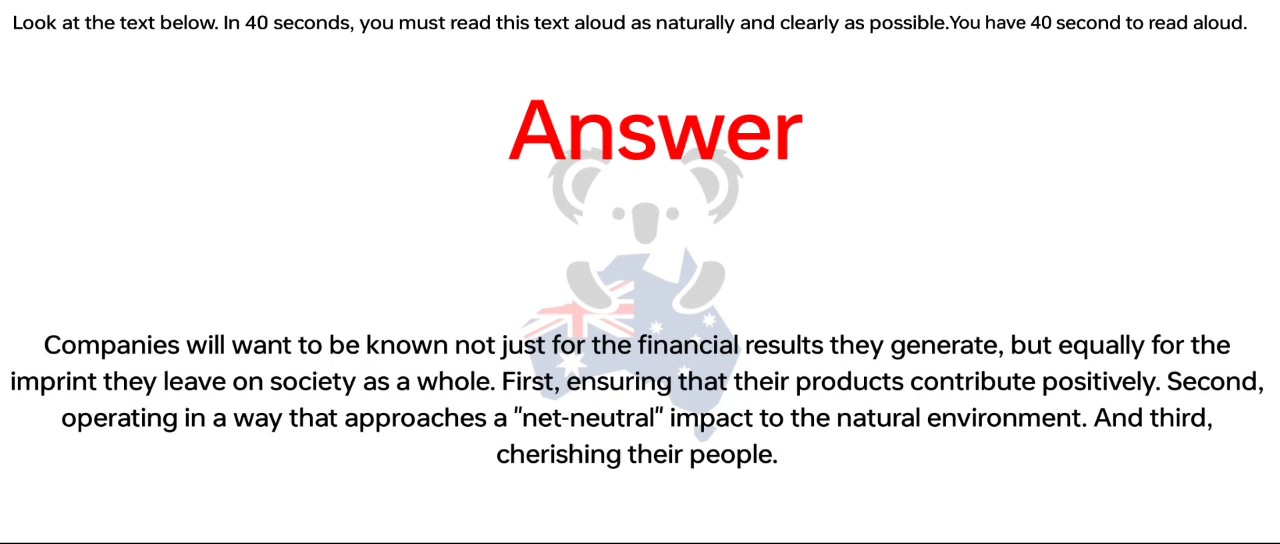 Look at the text below. In 40 seconds, you must read this text aloud as naturally and clearly as possible.You have 40 second to read aloud.
Answer
Companies will want to be known not just for the financial results they generate, but equally for the
imprint they leave on society as a whole. First, ensuring that their products contribute positively. Second,
operating in a way that approaches a "net-neutral" impact to the natural environment. And third,
cherishing their people.